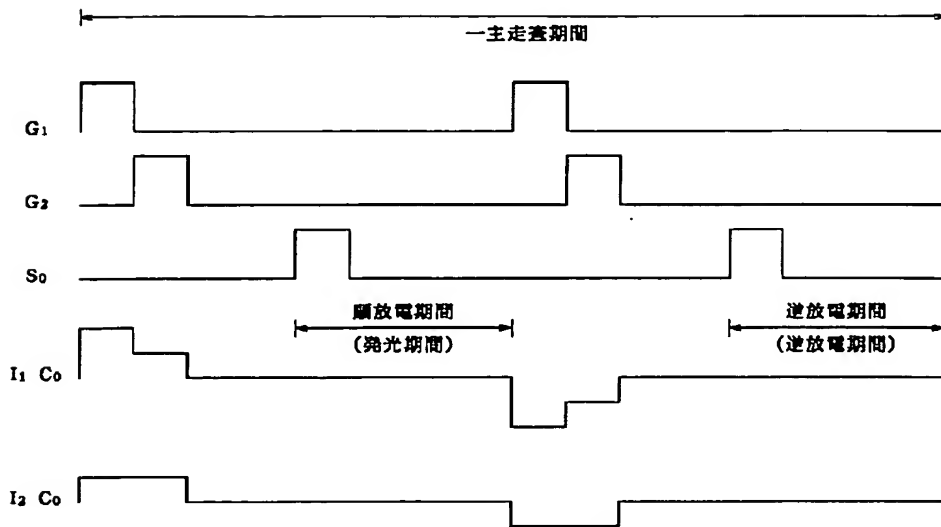 一主走査期間
G1
G2
S0
順放電期間
(発光期間)
逆放電期間
(逆放電期間)
I1 C0
I2 C0